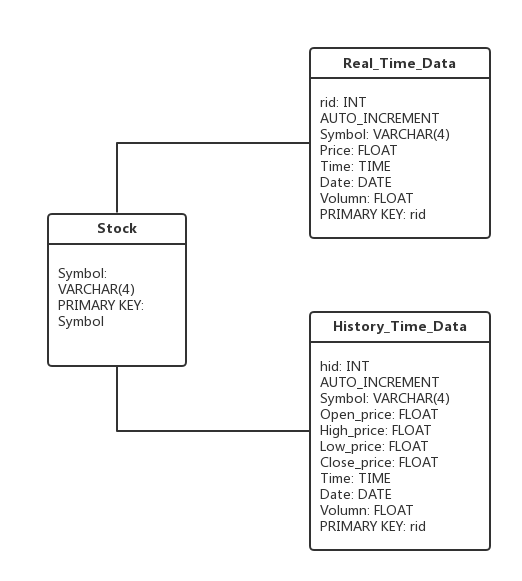 Real_Time_Data
rid: INT
AUTO_INCREMENT
Symbol: VARCHAR(4)
Price: FLOAT
Time: TIME
Date: DATE
Volumn: FLOAT
PRIMARY KEY: rid
Stock
Symbol:
VARCHAR(4)
PRIMARY KEY:
Symbol
History_Time_Data
hid: INT
AUTO_INCREMENT
Symbol: VARCHAR(4)
Open_price: FLOAT
High_price: FLOAT
Low_price: FLOAT
Close_price: FLOAT
Time: TIME
Date: DATE
Volumn: FLOAT
PRIMARY KEY: rid